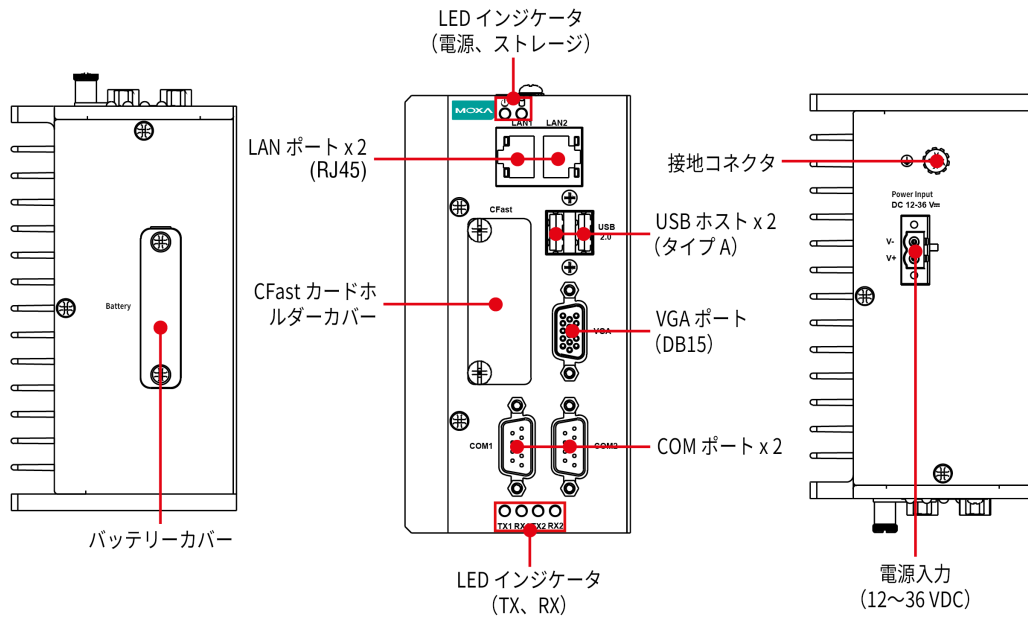 LED インジケータ
（電源、ストレージ）
MOXA
LAN1 LAN2
LAN ポート x 2
(RJ45)
接地コネクタ
Power Input
DC 12-36 V
CFast
USB
2.0
USB ホスト x 2
（タイプ A）
V-
V+
Battery
CFast カードホ
ルダーカバー
VGA
VGA ポート
（DB15）
COM1
COM2
COM ポート x 2
TX1 RX1 TX2 RX2
バッテリーカバー
LED インジケータ
（TX、RX）
電源入力
（12～36 VDC）